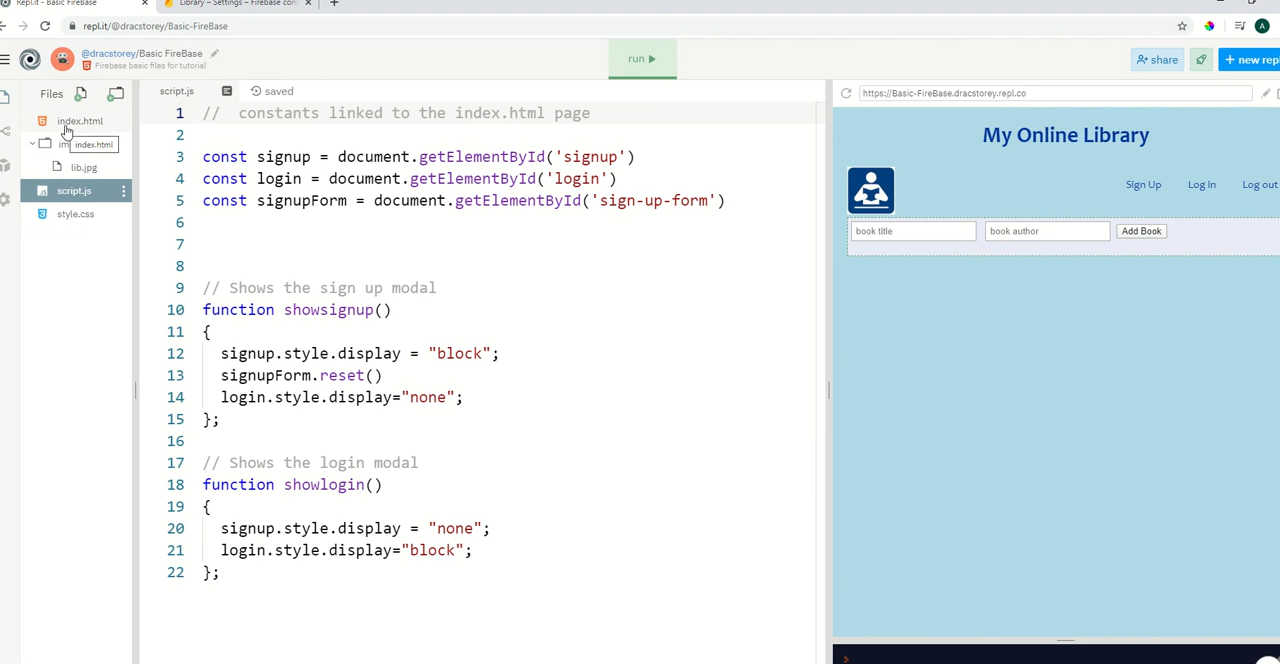 Repl.it - Basic FireBase
Library – Settings – Firebase con
repl.it/@dracstorey/Basic-FireBase
A
@dracstorey/Basic FireBase
Firebase basic files for tutorial
run
share
+ new repl
Files
index.html
index.html
lib.jpg
script.js
style.css
script.js
saved
1 // constants linked to the index.html page
2
3 const signup = document.getElementById('signup')
4 const login = document.getElementById('login')
5 const signupForm = document.getElementById('sign-up-form')
6
7
8
9 // Shows the sign up modal
10 function showsignup()
11 {
12 signup.style.display = "block";
13 signupForm.reset()
14 login.style.display="none";
15 };
16
17 // Shows the login modal
18 function showlogin()
19 {
20 signup.style.display = "none";
21 login.style.display="block";
22 };
https://Basic-FireBase.dracstorey.repl.co
My Online Library
Sign Up
Log In
Log out
book title
book author
Add Book